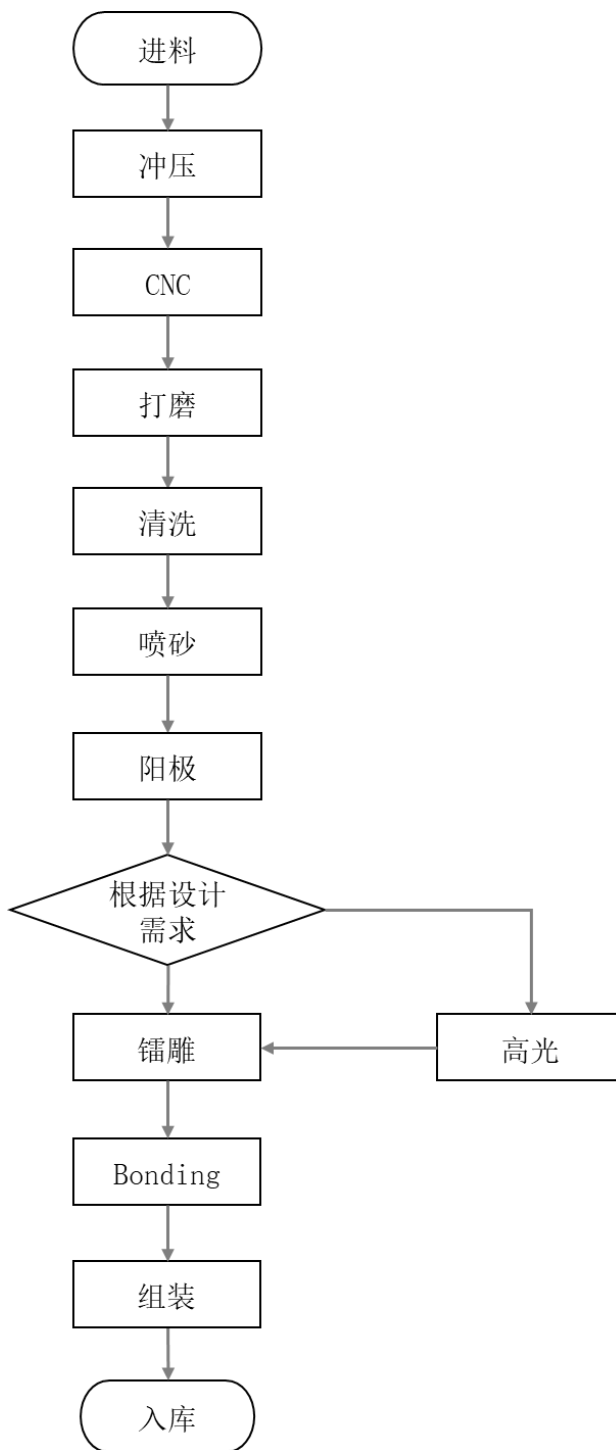 进料
冲压
CNC
打磨
清洗
喷砂
阳极
根据设计
需求
镭雕
高光
Bonding
组装
入库